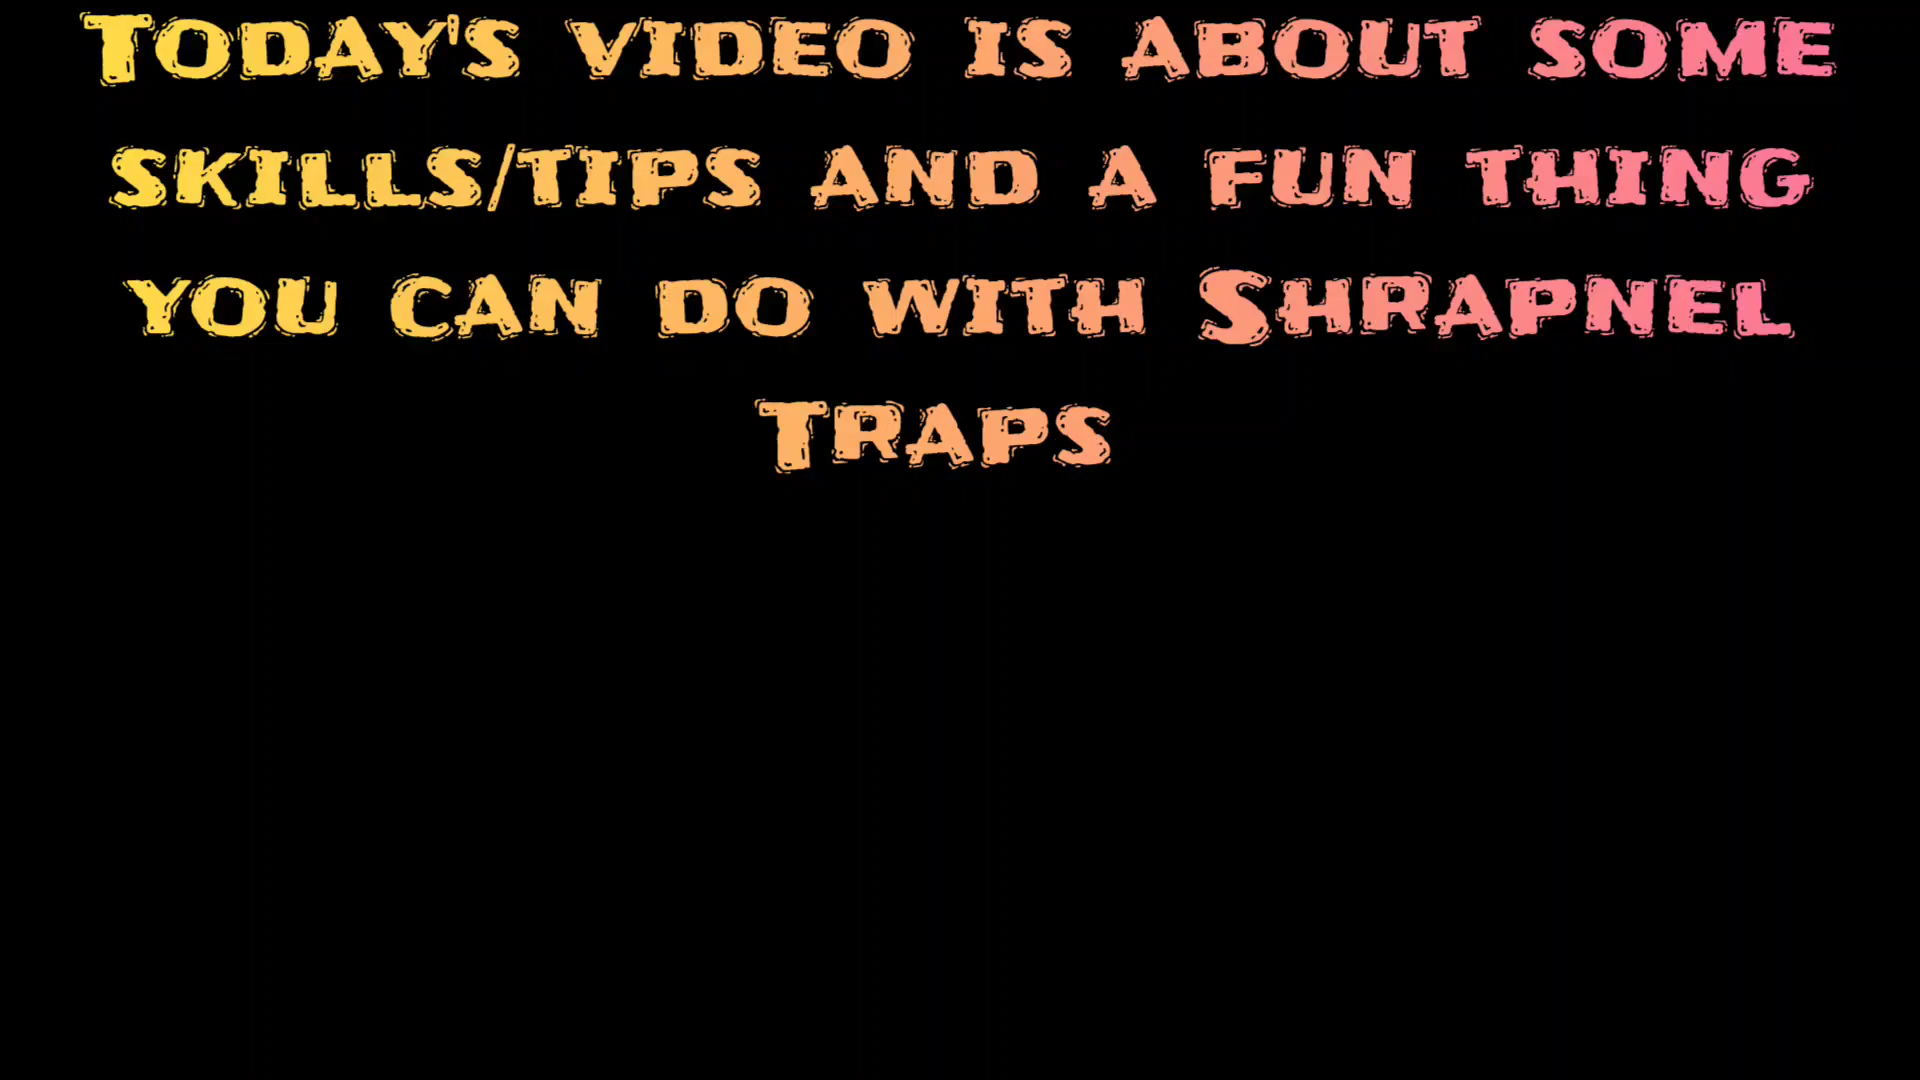 Today's video is about some
skills/tips and a fun thing
you can do with Shrapnel
Traps